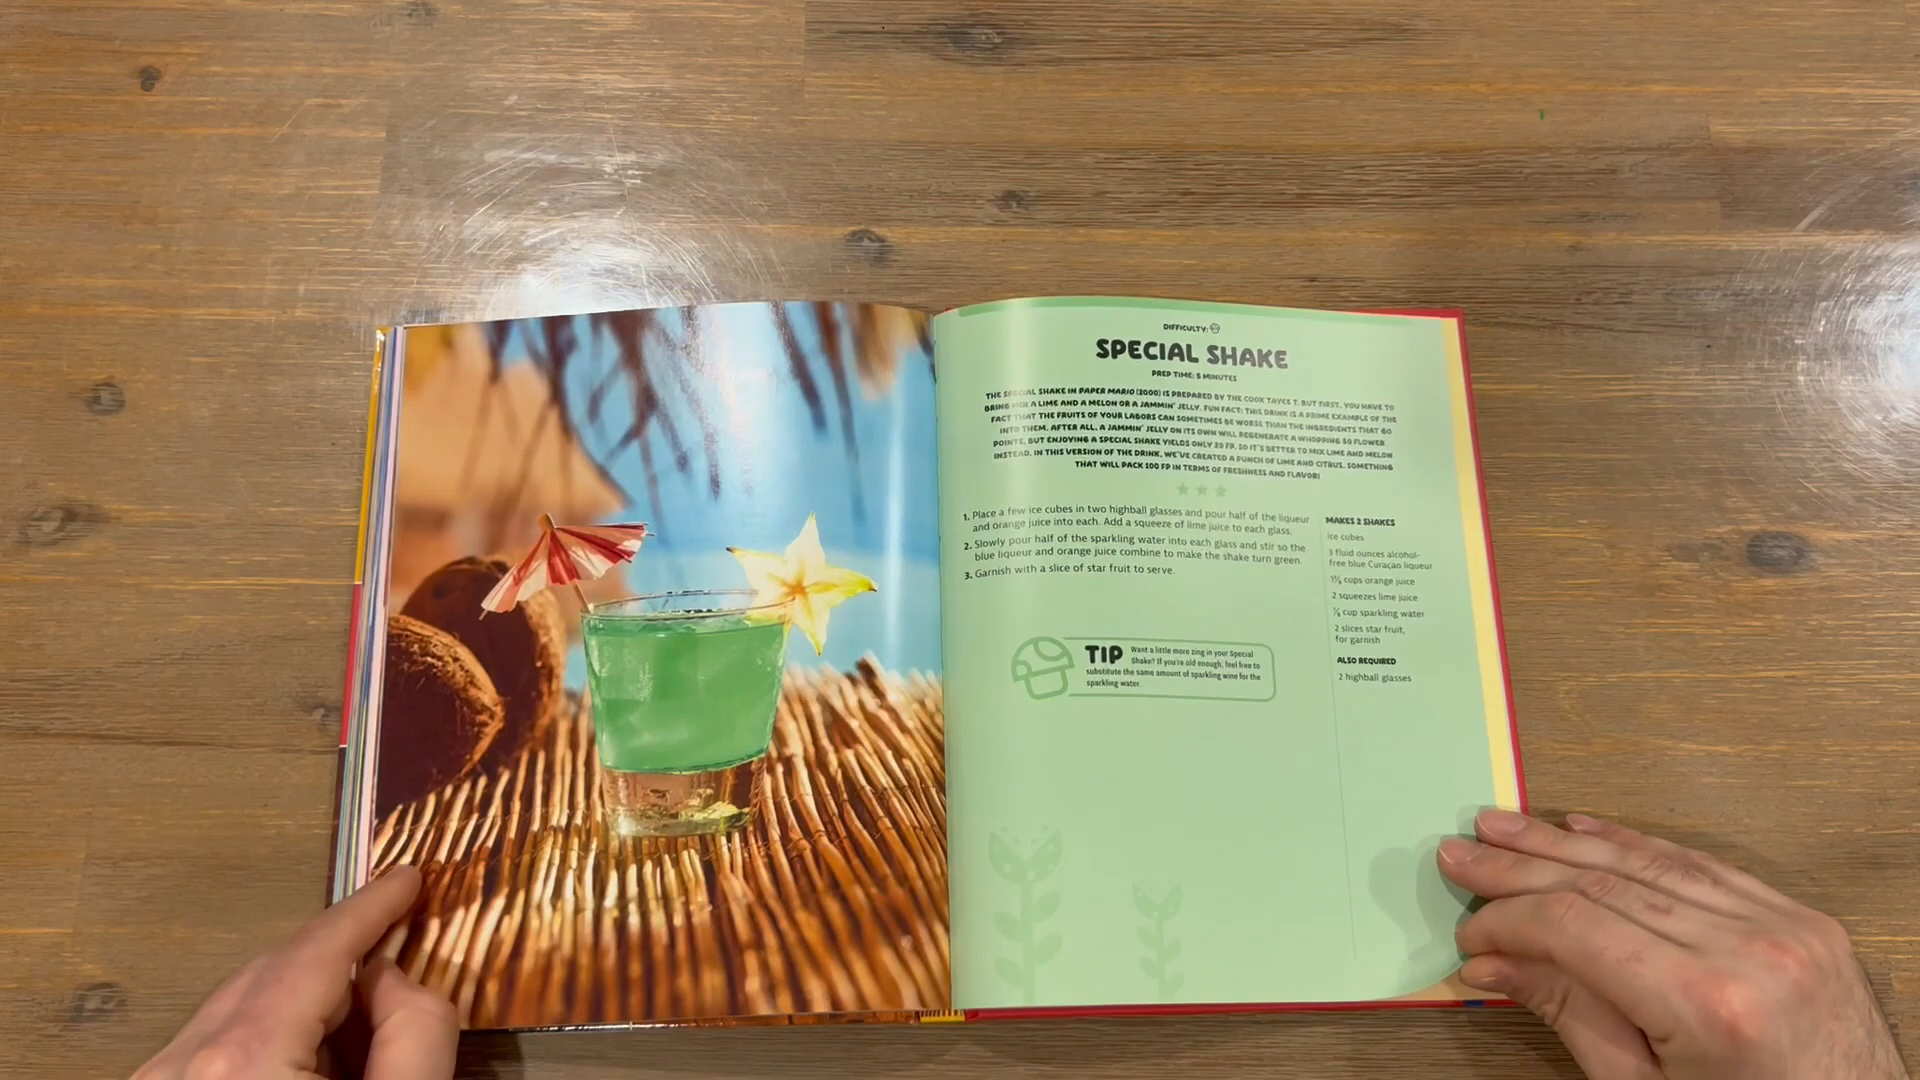 DIFFICULTY:
SPECIAL SHAKE
PREP TIME: 5 MINUTES
THE SPECIAL SHAKE IN PAPER MARIO (2000) IS PREPARED BY THE COOK TAYCE T. BUT FIRST, YOU HAVE TO
BRING HER A LIME AND A MELON OR A JAMMIN' JELLY. FUN FACT: THIS DRINK IS A PRIME EXAMPLE OF THE
FACT THAT THE FRUITS OF YOUR LABORS CAN SOMETIMES BE WORSE THAN THE INGREDIENTS THAT GO
INTO THEM. AFTER ALL, A JAMMIN' JELLY ON ITS OWN WILL REGENERATE A WHOPPING 50 FLOWER
POINTS, BUT ENJOYING A SPECIAL SHAKE YIELDS ONLY 20 FP, SO IT'S BETTER TO MIX LIME AND MELON
INSTEAD. IN THIS VERSION OF THE DRINK, WE'VE CREATED A PUNCH OF LIME AND CITRUS, SOMETHING
THAT WILL PACK 100 FP IN TERMS OF FRESHNESS AND FLAVOR!
1. Place a few ice cubes in two highball glasses and pour half of the liqueur
and orange juice into each. Add a squeeze of lime juice to each glass.
2. Slowly pour half of the sparkling water into each glass and stir so the
blue liqueur and orange juice combine to make the shake turn green.
3. Garnish with a slice of star fruit to serve.
TIP Want a little more zing in your Special
Shake? If you're old enough, feel free to
substitute the same amount of sparkling wine for the
sparkling water.
MAKES 2 SHAKES
Ice cubes
3 fluid ounces alcohol-
free blue Curaçao liqueur
cups orange juice
2 squeezes lime juice
cup sparkling water
2 slices star fruit,
for garnish
ALSO REQUIRED
2 highball glasses